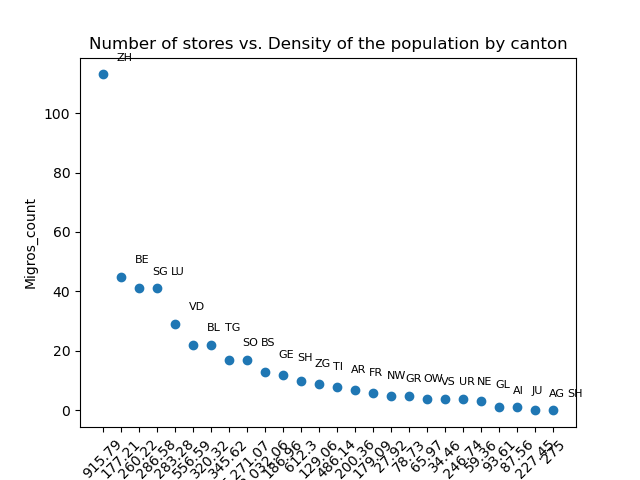 Number of stores vs. Density of the population by canton
Migros_count
100
80
60
40
20
0
ZH
BE
SG
LU
VD
BL
TG
SO
BS
GE
SH
ZG
TI
AR
FR
NW
GR
OW
VS
UR
NE
GL
AI
JU
AG
SH
915.79
177.21
260.22
286.58
283.28
556.59
320.32
345.62
271.07
032.06
186.96
612.3
129.06
486.14
200.36
179.09
27.92
78.73
65.97
34.46
246.74
59.36
93.61
87.56
227.45
275